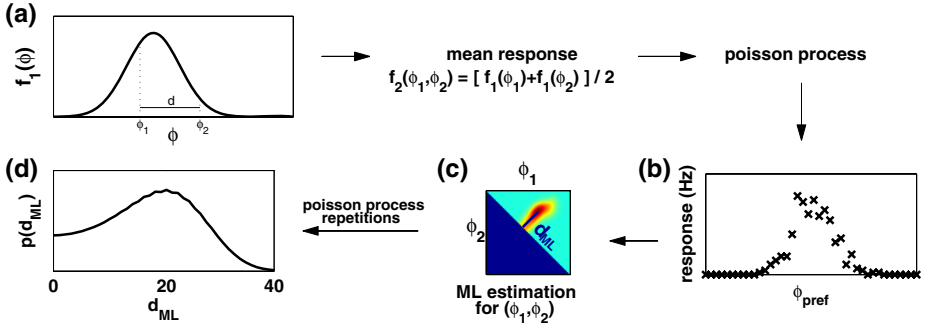 (a)
f₁(ϕ)
d
ϕ₁
ϕ₂
ϕ
mean response
f₂(ϕ₁,ϕ₂) = [ f₁(ϕ₁)+f₁(ϕ₂) ] / 2
poisson process
(b)
response (Hz)
ϕpref
(c)
ϕ₁
ϕ₂
dML
ML estimation
for (ϕ₁,ϕ₂)
poisson process
repetitions
(d)
p(dML)
0
20
40
dML